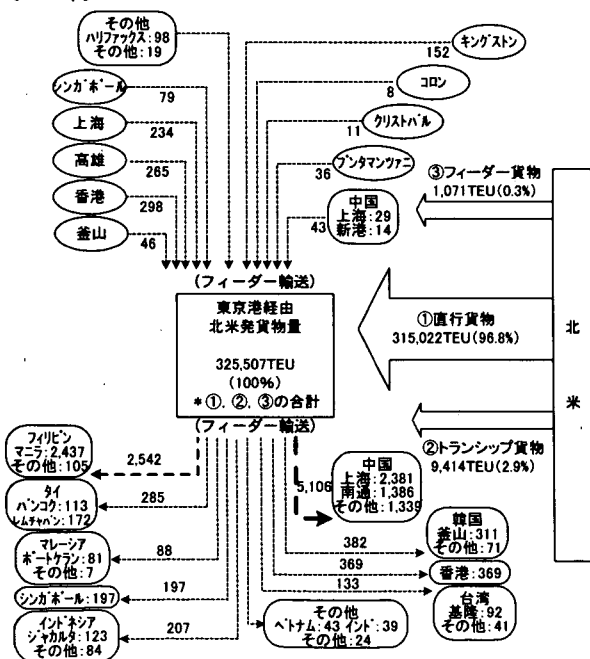 その他
ハリファックス:98
その他:19
キングストン
152
シンガポール
79
コロン
8
上海
234
クリストバル
11
高雄
265
プンタマンツァニ
36
③フィーダー貨物
1,071TEU(0.3%)
香港
298
中国
上海:29
新港:14
43
釜山
46
(フィーダー輸送)
東京港経由
北米発貨物量
325,507TEU
(100%)
*①、②、③の合計
(フィーダー輸送)
①直行貨物
315,022TEU(96.8%)
北
米
②トランシップ貨物
9,414TEU(2.9%)
フィリピン
マニラ:2,437
その他:105
2,542
中国
上海:2,381
南通:1,386
その他:1,339
5,106
タイ
バンコク:113
レムチャバン:172
285
韓国
釜山:311
その他:71
382
マレーシア
ポートケラン:81
その他:7
88
香港:369
369
シンガポール:197
197
台湾
基隆:92
その他:41
133
インドネシア
ジャカルタ:123
その他:84
207
その他
ベトナム:43 インド:39
その他:24